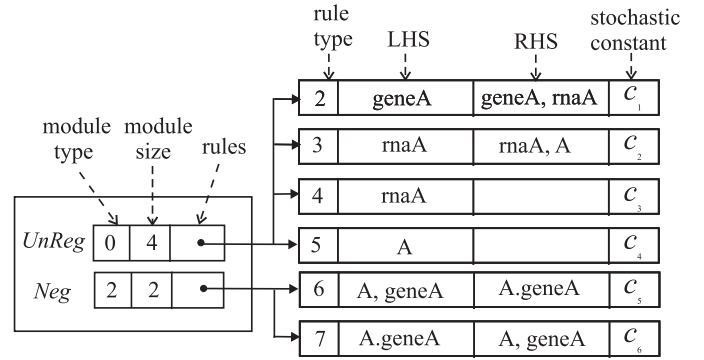 rule type LHS RHS stochastic constant
2 geneA geneA, rnaA c₁
3 rnaA rnaA, A c₂
4 rnaA c₃
5 A c₄
6 A, geneA A.geneA c₅
7 A.geneA A, geneA c₆
module type module size rules
UnReg 0 4
Neg 2 2